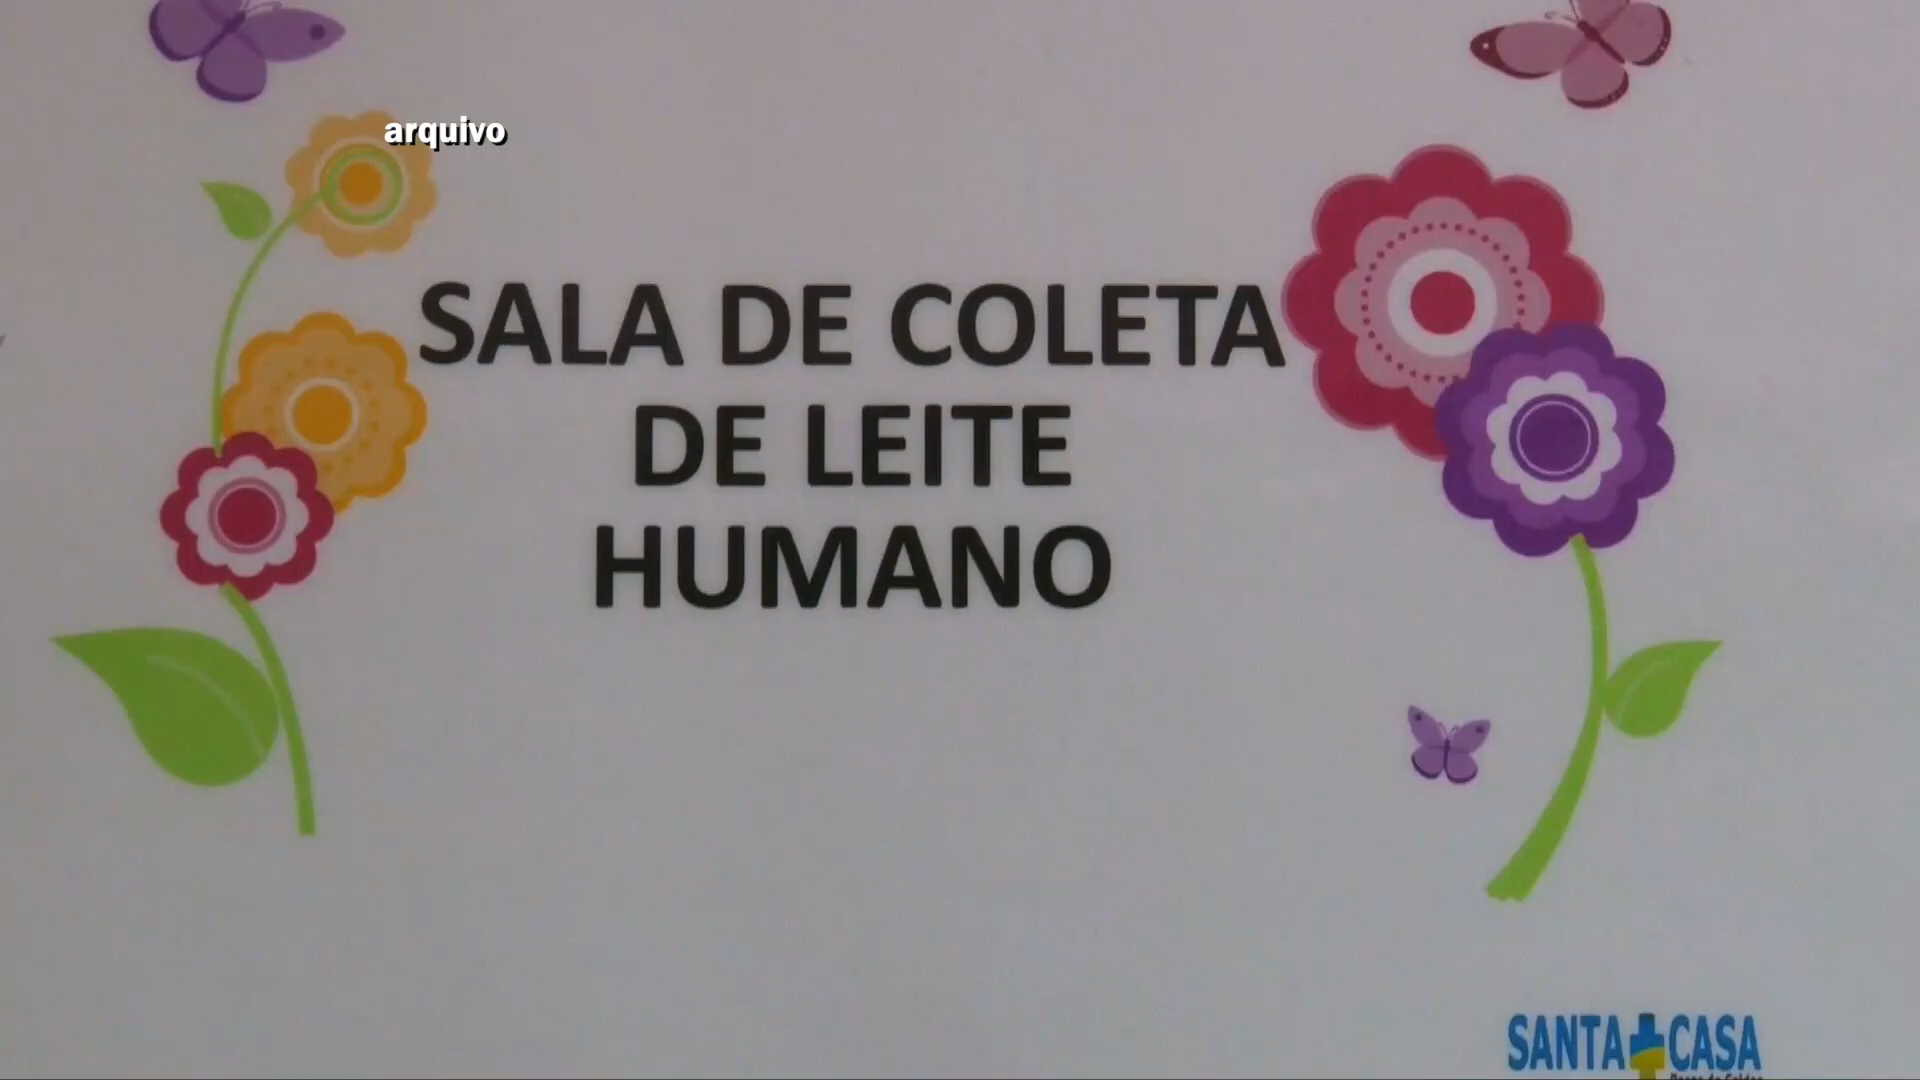 arquivo
SALA DE COLETA
DE LEITE
HUMANO
SANTA CASA